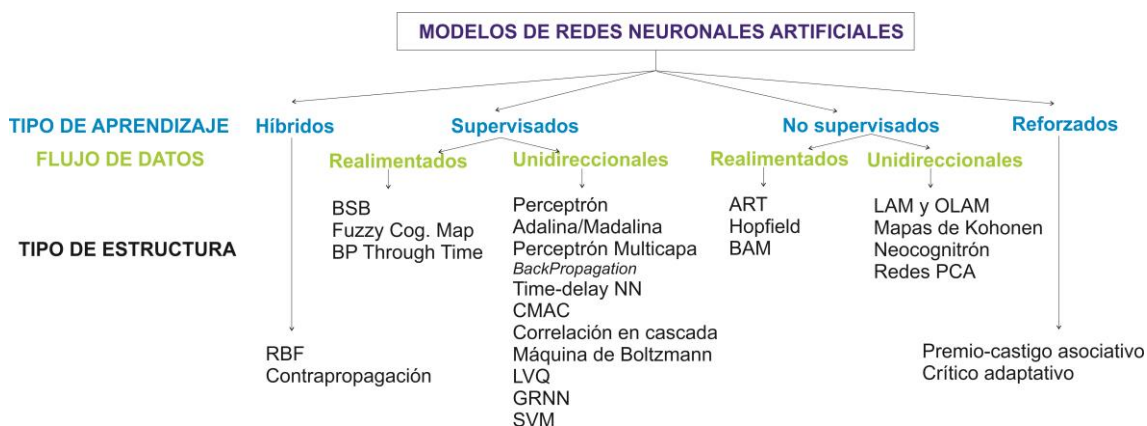 MODELOS DE REDES NEURONALES ARTIFICIALES
TIPO DE APRENDIZAJE
Híbridos
Supervisados
No supervisados
Reforzados
FLUJO DE DATOS
Realimentados
Unidireccionales
Realimentados
Unidireccionales
TIPO DE ESTRUCTURA
BSB
Fuzzy Cog. Map
BP Through Time
Perceptrón
Adalina/Madalina
Perceptrón Multicapa
BackPropagation
Time-delay NN
CMAC
Correlación en cascada
Máquina de Boltzmann
LVQ
GRNN
SVM
ART
Hopfield
BAM
LAM y OLAM
Mapas de Kohonen
Neocognitrón
Redes PCA
RBF
Contrapropagación
Premio-castigo asociativo
Crítico adaptativo